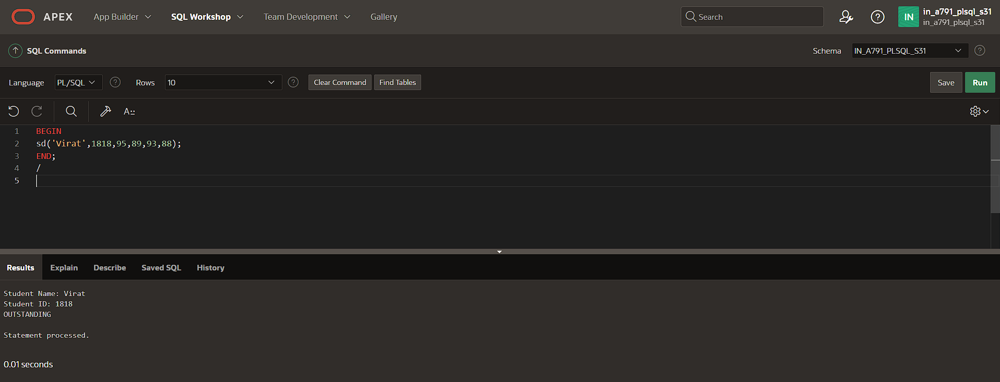 APEX App Builder SQL Workshop Team Development Gallery Search IN in_a791_plsql_s31
in_a791_plsql_s31
SQL Commands Schema IN_A791_PLSQL_S31
Language PL/SQL Rows 10 Clear Command Find Tables Save Run
A::
1 BEGIN
2 sd('Virat',1818,95,89,93,88);
3 END;
4 /
5
Results Explain Describe Saved SQL History
Student Name: Virat
Student ID: 1818
OUTSTANDING
Statement processed.
0.01 seconds